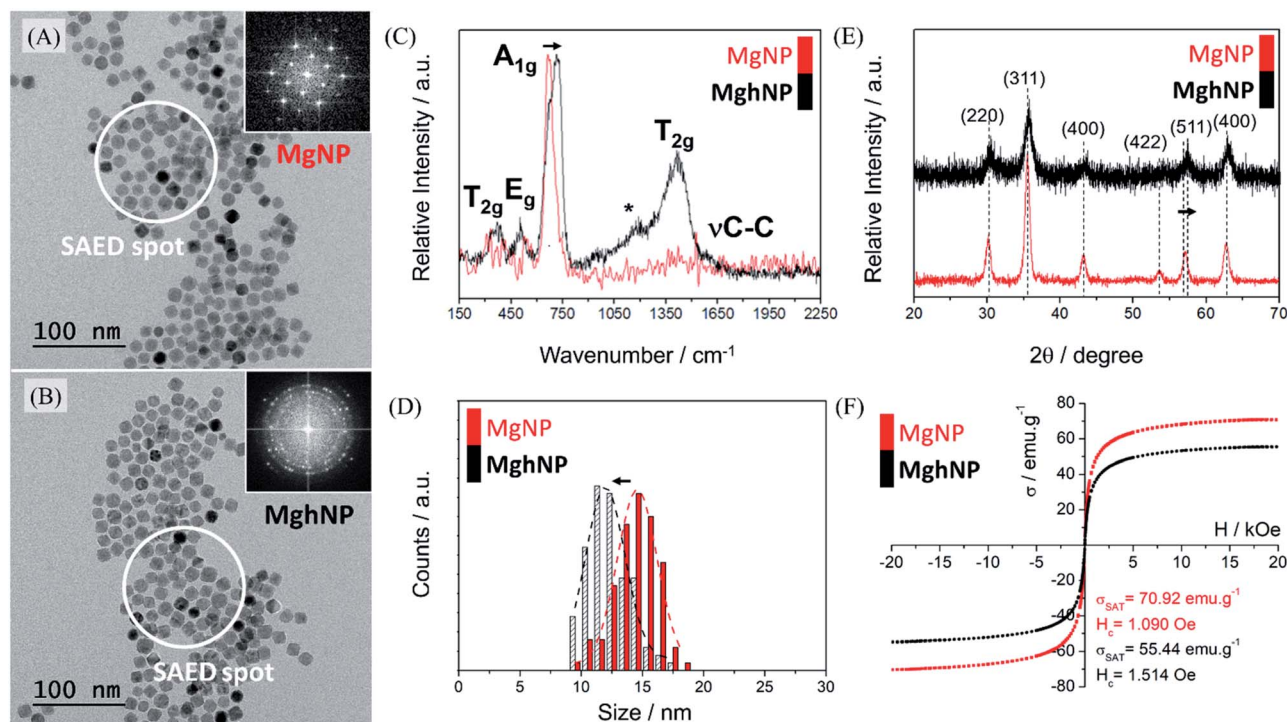 (A)
MgNP
SAED spot
100 nm
(B)
MghNP
SAED spot
100 nm
(C)
MgNP
MghNP
A1g
T2g
Eg
*
T2g
νC-C
Relative Intensity / a.u.
150 450 750 1050 1350 1650 1950 2250
Wavenumber / cm-1
(D)
MgNP
MghNP
Counts / a.u.
0 5 10 15 20 25 30
Size / nm
(E)
MgNP
MghNP
(311)
(220)
(400)
(422)
(511)
(400)
Relative Intensity / a.u.
20 30 40 50 60 70
2θ / degree
(F)
MgNP
MghNP
σ / emu.g-1
80
60
40
20
-20
-40
-60
-80
H / kOe
-20 -15 -10 -5 0 5 10 15 20
σSAT= 70.92 emu.g-1
Hc= 1.090 Oe
σSAT= 55.44 emu.g-1
Hc= 1.514 Oe